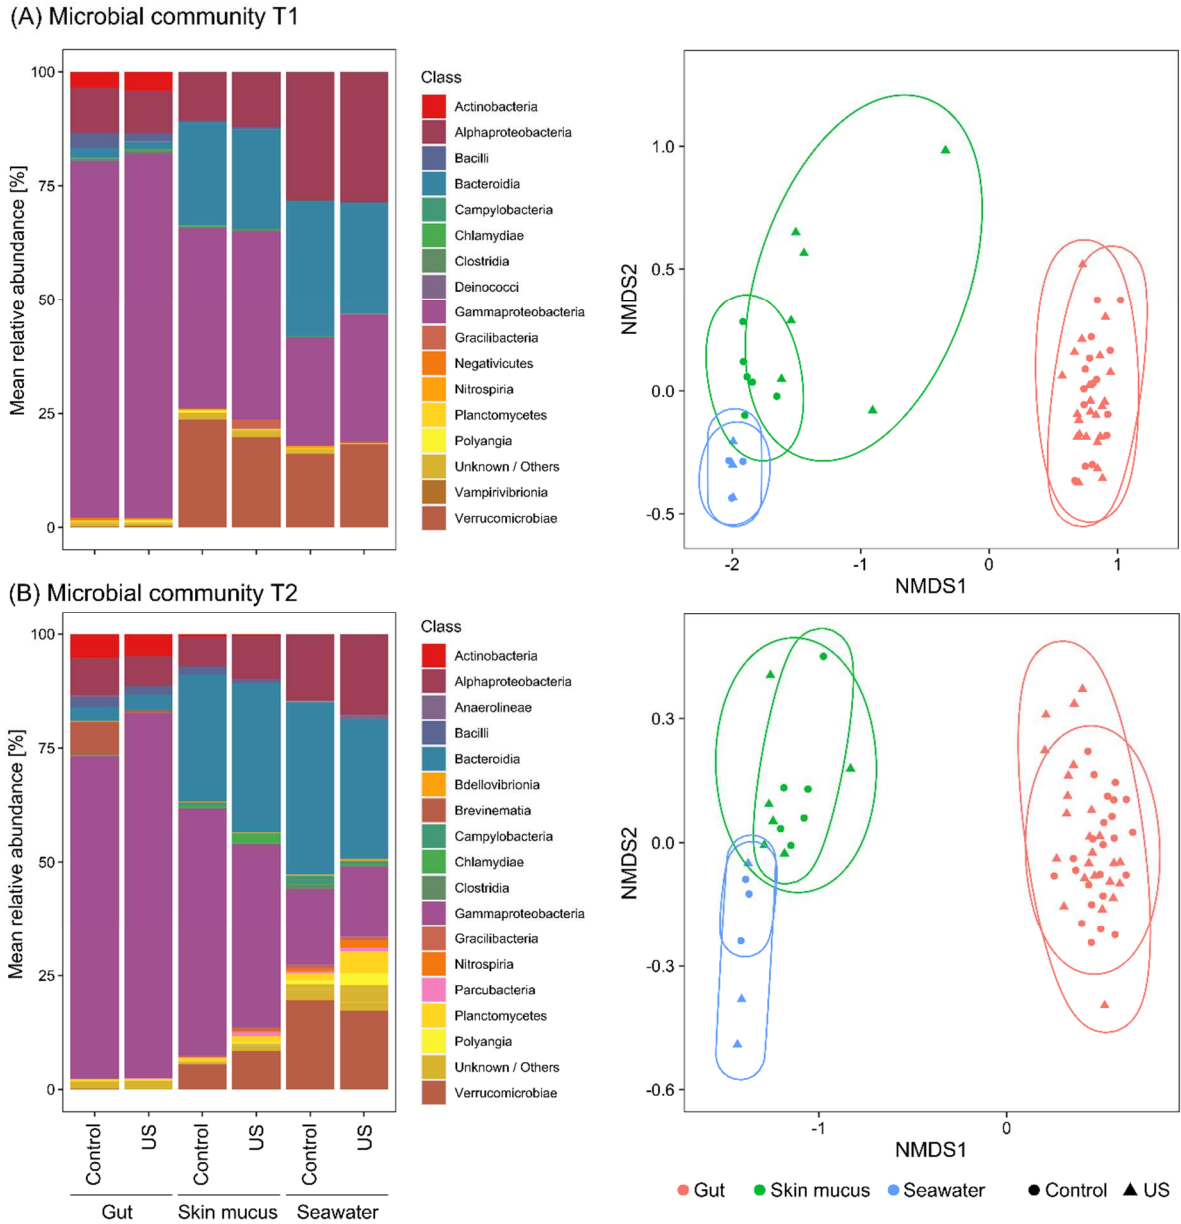 (A) Microbial community T1
Mean relative abundance [%]
100
75
50
25
0
Class
Actinobacteria
Alphaproteobacteria
Bacilli
Bacteroidia
Campylobacteria
Chlamydiae
Clostridia
Deinococci
Gammaproteobacteria
Gracilibacteria
Negativicutes
Nitrospiria
Planctomycetes
Polyangia
Unknown / Others
Vampirivibrionia
Verrucomicrobiae
NMDS2
1.0
0.5
0.0
-0.5
-2 -1 0 1
NMDS1
(B) Microbial community T2
Mean relative abundance [%]
100
75
50
25
0
Control US Control US Control US
Gut Skin mucus Seawater
Class
Actinobacteria
Alphaproteobacteria
Anaerolineae
Bacilli
Bacteroidia
Bdellovibrionia
Brevinematia
Campylobacteria
Chlamydiae
Clostridia
Gammaproteobacteria
Gracilibacteria
Nitrospiria
Parcubacteria
Planctomycetes
Polyangia
Unknown / Others
Verrucomicrobiae
NMDS2
0.3
0.0
-0.3
-0.6
-1 0
NMDS1
Gut Skin mucus Seawater Control US